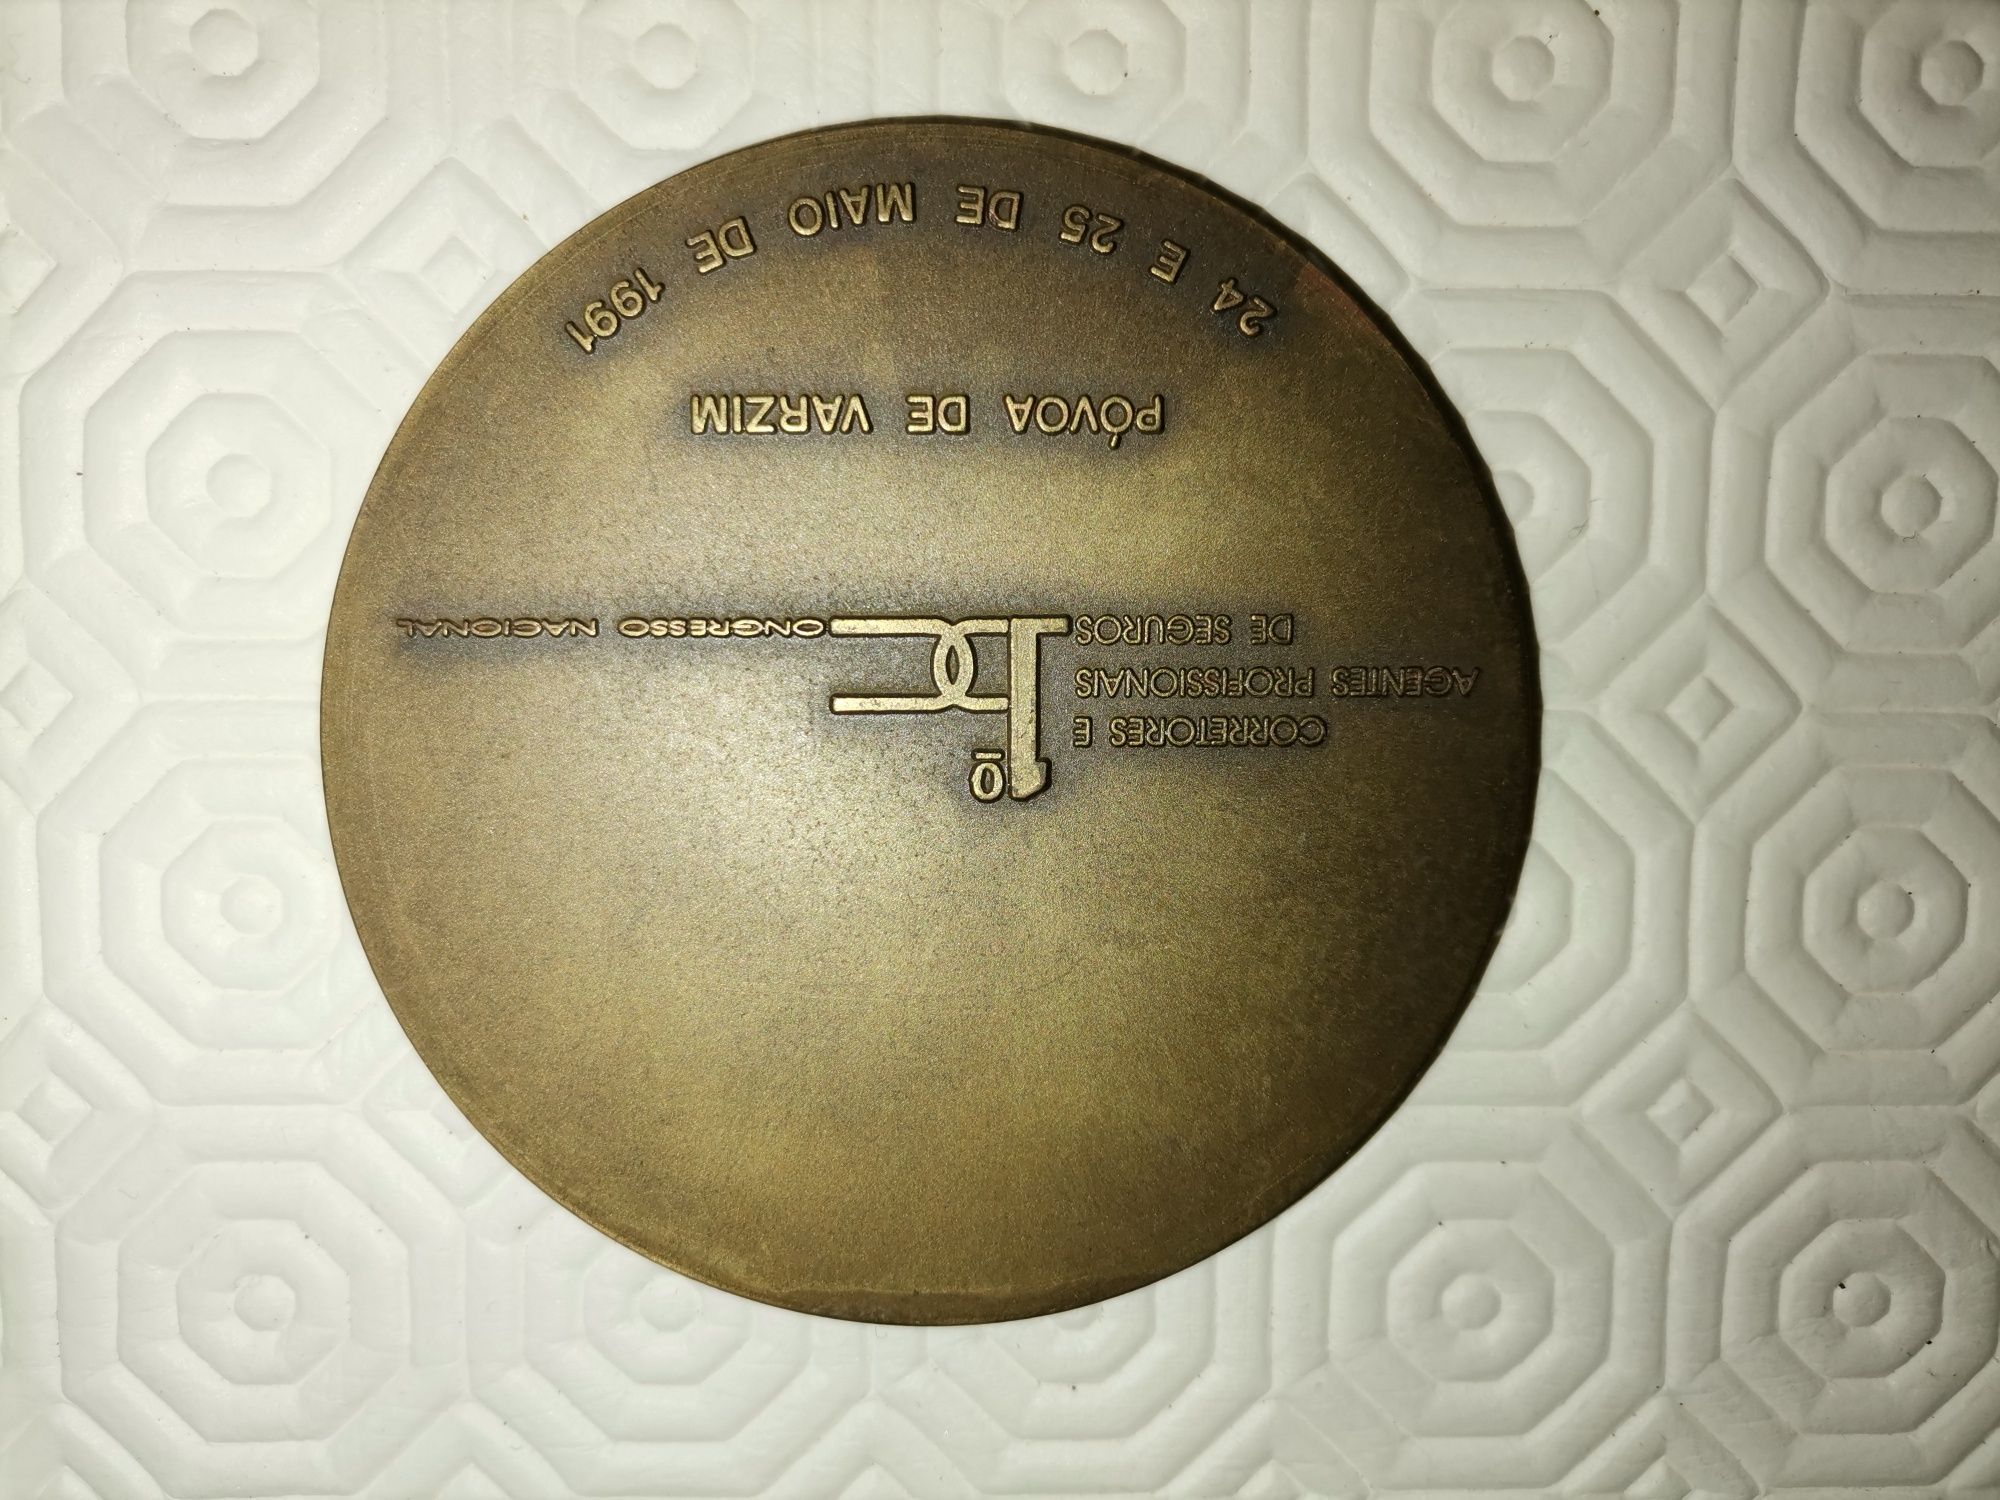 1º
CORRETORES E
AGENTES PROFISSIONAIS
DE SEGUROS
CONGRESSO NACIONAL
PÓVOA DE VARZIM
24 E 25 DE MAIO DE 1991